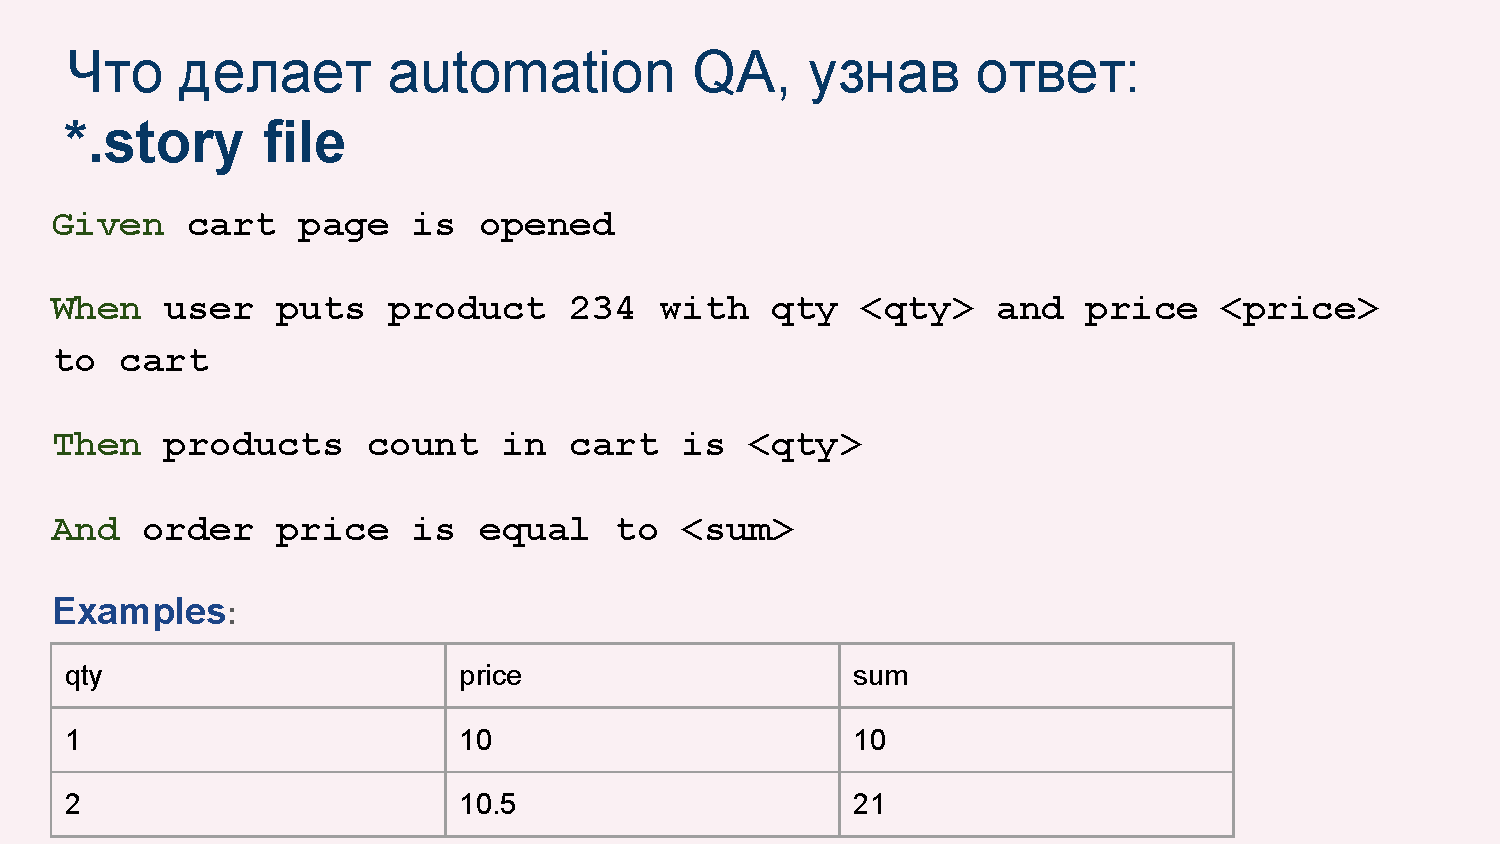 Что делает automation QA, узнав ответ:
*.story file
Given cart page is opened
When user puts product 234 with qty <qty> and price <price>
to cart
Then products count in cart is <qty>
And order price is equal to <sum>
Examples:
qty price sum
1 10 10
2 10.5 21